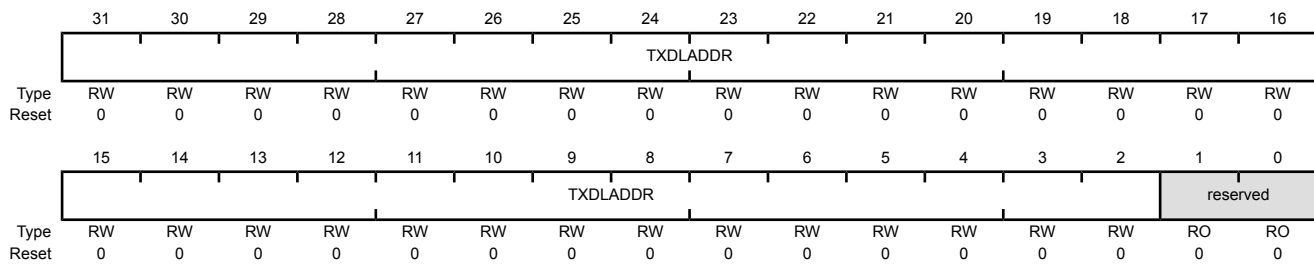 31 30 29 28 27 26 25 24 23 22 21 20 19 18 17 16
TXDLADDR
Type RW RW RW RW RW RW RW RW RW RW RW RW RW RW RW RW
Reset 0 0 0 0 0 0 0 0 0 0 0 0 0 0 0 0
15 14 13 12 11 10 9 8 7 6 5 4 3 2 1 0
TXDLADDR reserved
Type RW RW RW RW RW RW RW RW RW RW RW RW RW RW RO RO
Reset 0 0 0 0 0 0 0 0 0 0 0 0 0 0 0 0